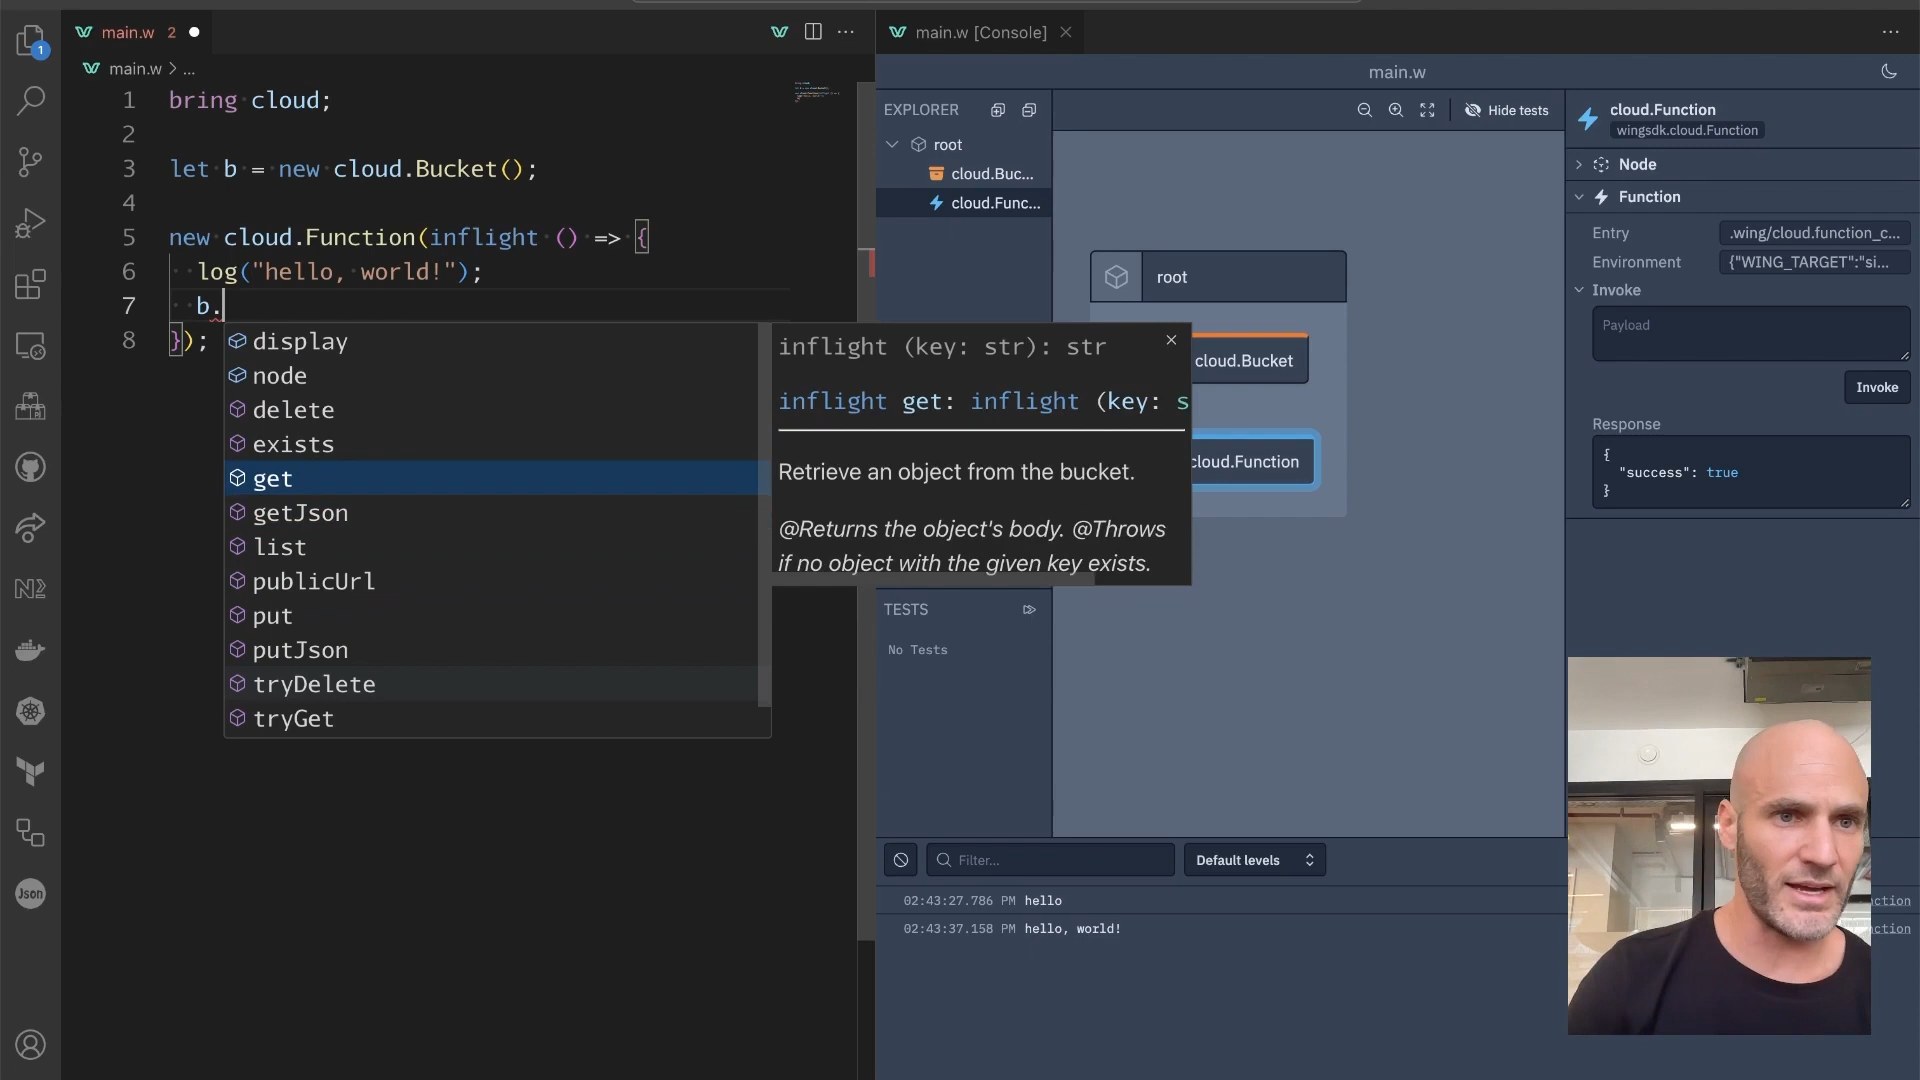 main.w 2
main.w > ...
1 bring cloud;
2
3 let b = new cloud.Bucket();
4
5 new cloud.Function(inflight () => {
6 log("hello, world!");
7 b.
8 });
display
node
delete
exists
get
getJson
list
publicUrl
put
putJson
tryDelete
tryGet
inflight (key: str): str
inflight get: inflight (key: s
Retrieve an object from the bucket.
@Returns the object's body. @Throws
if no object with the given key exists.
1
N2
Json
main.w [Console]
main.w
EXPLORER
root
cloud.Buc...
cloud.Func...
TESTS
No Tests
Hide tests
root
cloud.Bucket
cloud.Function
cloud.Function
wingsdk.cloud.Function
Node
Function
Entry .wing/cloud.function_c...
Environment {"WING_TARGET":"si...
Invoke
Payload
Invoke
Response
{
"success": true
}
Filter...
Default levels
02:43:27.786 PM hello
nction
02:43:37.158 PM hello, world!
nction